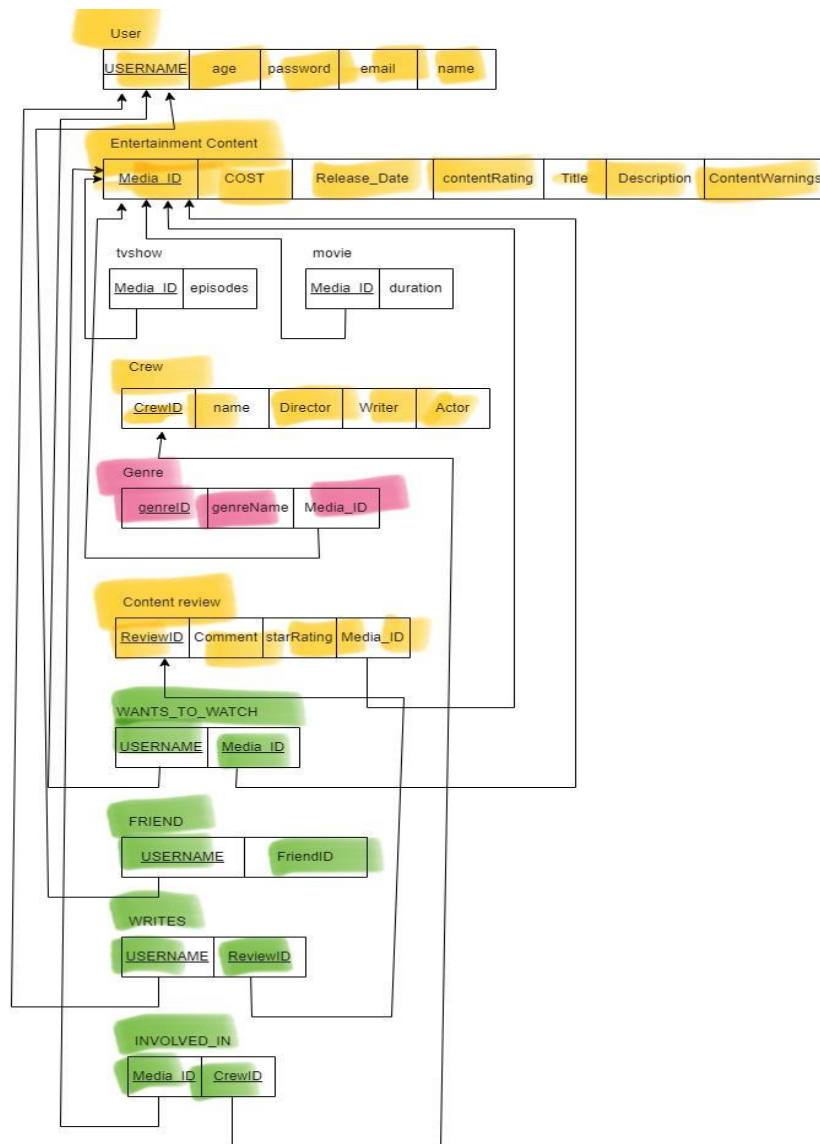 User
USERNAME age password email name
Entertainment Content
Media_ID COST Release_Date contentRating Title Description ContentWarnings
tvshow movie
Media_ID episodes Media_ID duration
Crew
CrewID name Director Writer Actor
Genre
genreID genreName Media_ID
Content review
ReviewID Comment starRating Media_ID
WANTS_TO_WATCH
USERNAME Media_ID
FRIEND
USERNAME FriendID
WRITES
USERNAME ReviewID
INVOLVED_IN
Media_ID CrewID